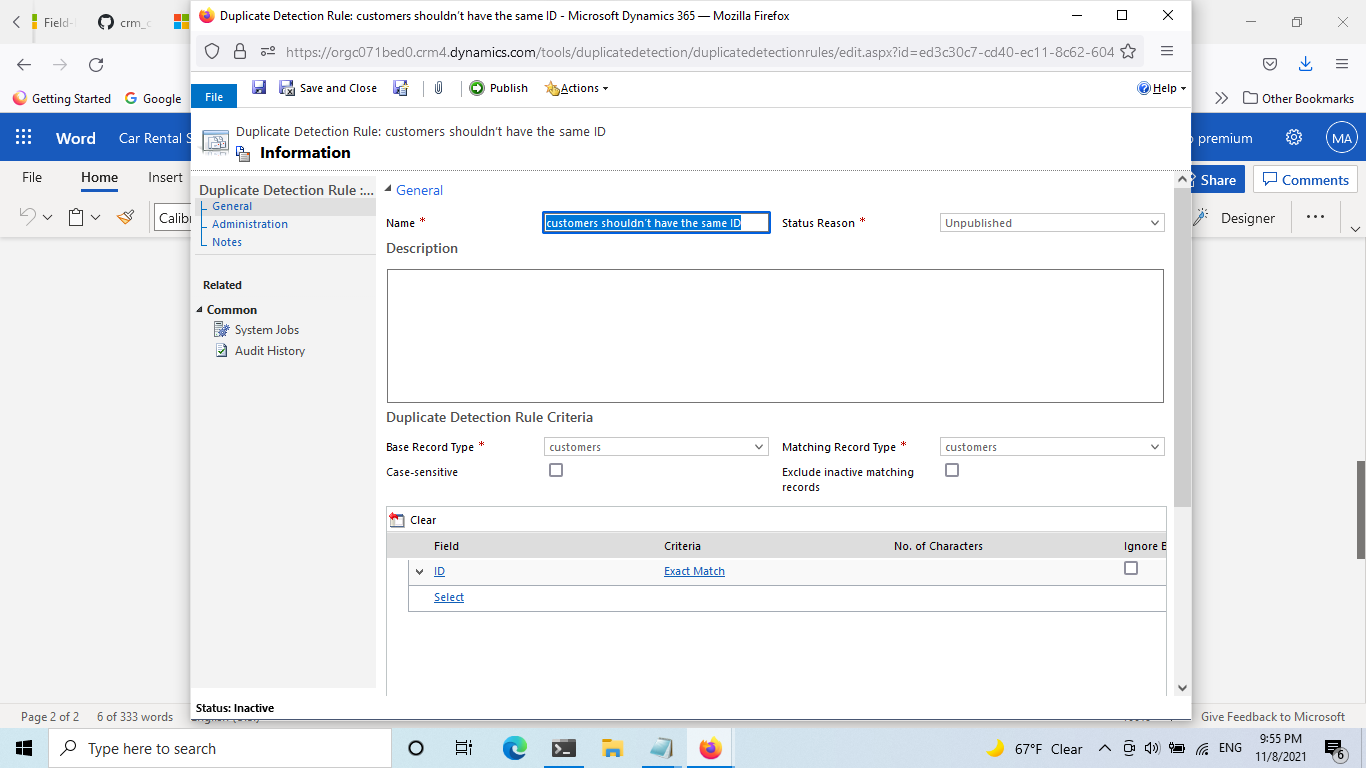 Duplicate Detection Rule: customers shouldn't have the same ID - Microsoft Dynamics 365 — Mozilla Firefox
Field-
crm_c
https://orgc071bed0.crm4.dynamics.com/tools/duplicatedetection/duplicatedetectionrules/edit.aspx?id=ed3c30c7-cd40-ec11-8c62-604
Getting Started
Google
Other Bookmarks
File
Save and Close
Publish
Actions
Help
Word
Car Rental S
premium
MA
Duplicate Detection Rule: customers shouldn't have the same ID
Information
File
Home
Insert
Share
Comments
Duplicate Detection Rule :...
General
Administration
Notes
Related
Common
System Jobs
Audit History
Calib
Designer
General
Name *
customers shouldn't have the same ID
Status Reason *
Unpublished
Description
Duplicate Detection Rule Criteria
Base Record Type *
customers
Matching Record Type *
customers
Case-sensitive
Exclude inactive matching
records
Clear
Field
Criteria
No. of Characters
Ignore B
ID
Exact Match
Select
Status: Inactive
Page 2 of 2
6 of 333 words
Give Feedback to Microsoft
Type here to search
67°F Clear
ENG
9:55 PM
11/8/2021
6